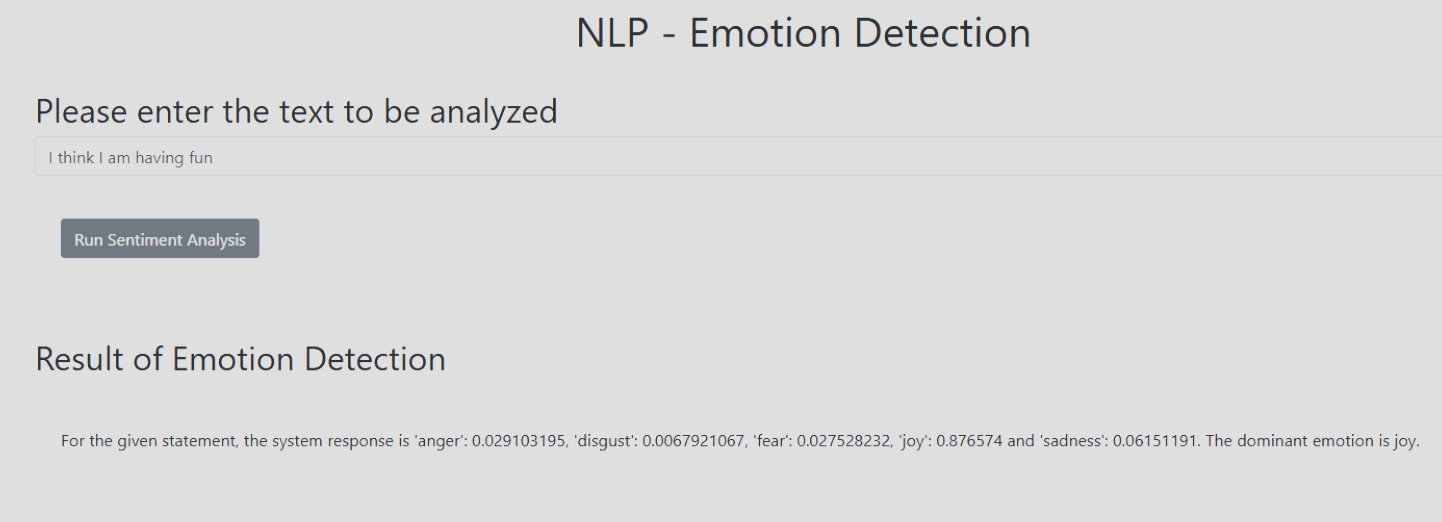 NLP - Emotion Detection
Please enter the text to be analyzed
I think I am having fun
Run Sentiment Analysis
Result of Emotion Detection
For the given statement, the system response is 'anger': 0.029103195, 'disgust': 0.0067921067, 'fear': 0.027528232, 'joy': 0.876574 and 'sadness': 0.06151191. The dominant emotion is joy.